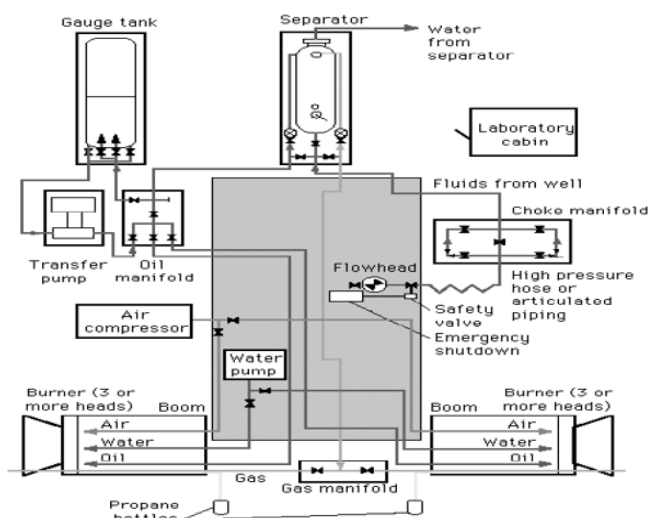 Gauge tank
Separator
Water
from
separator
Laboratory
cabin
Fluids from well
Choke manifold
Transfer
pump
Oil
manifold
Flowhead
High pressure
hose or
articulated
piping
Safety
valve
Emergency
shutdown
Air
compressor
Water
pump
Burner (3 or
more heads)
Boom
Air
Water
Oil
Boom
Burner (3 or
more heads)
Air
Water
Oil
Gas
Gas manifold
Propane
bottles